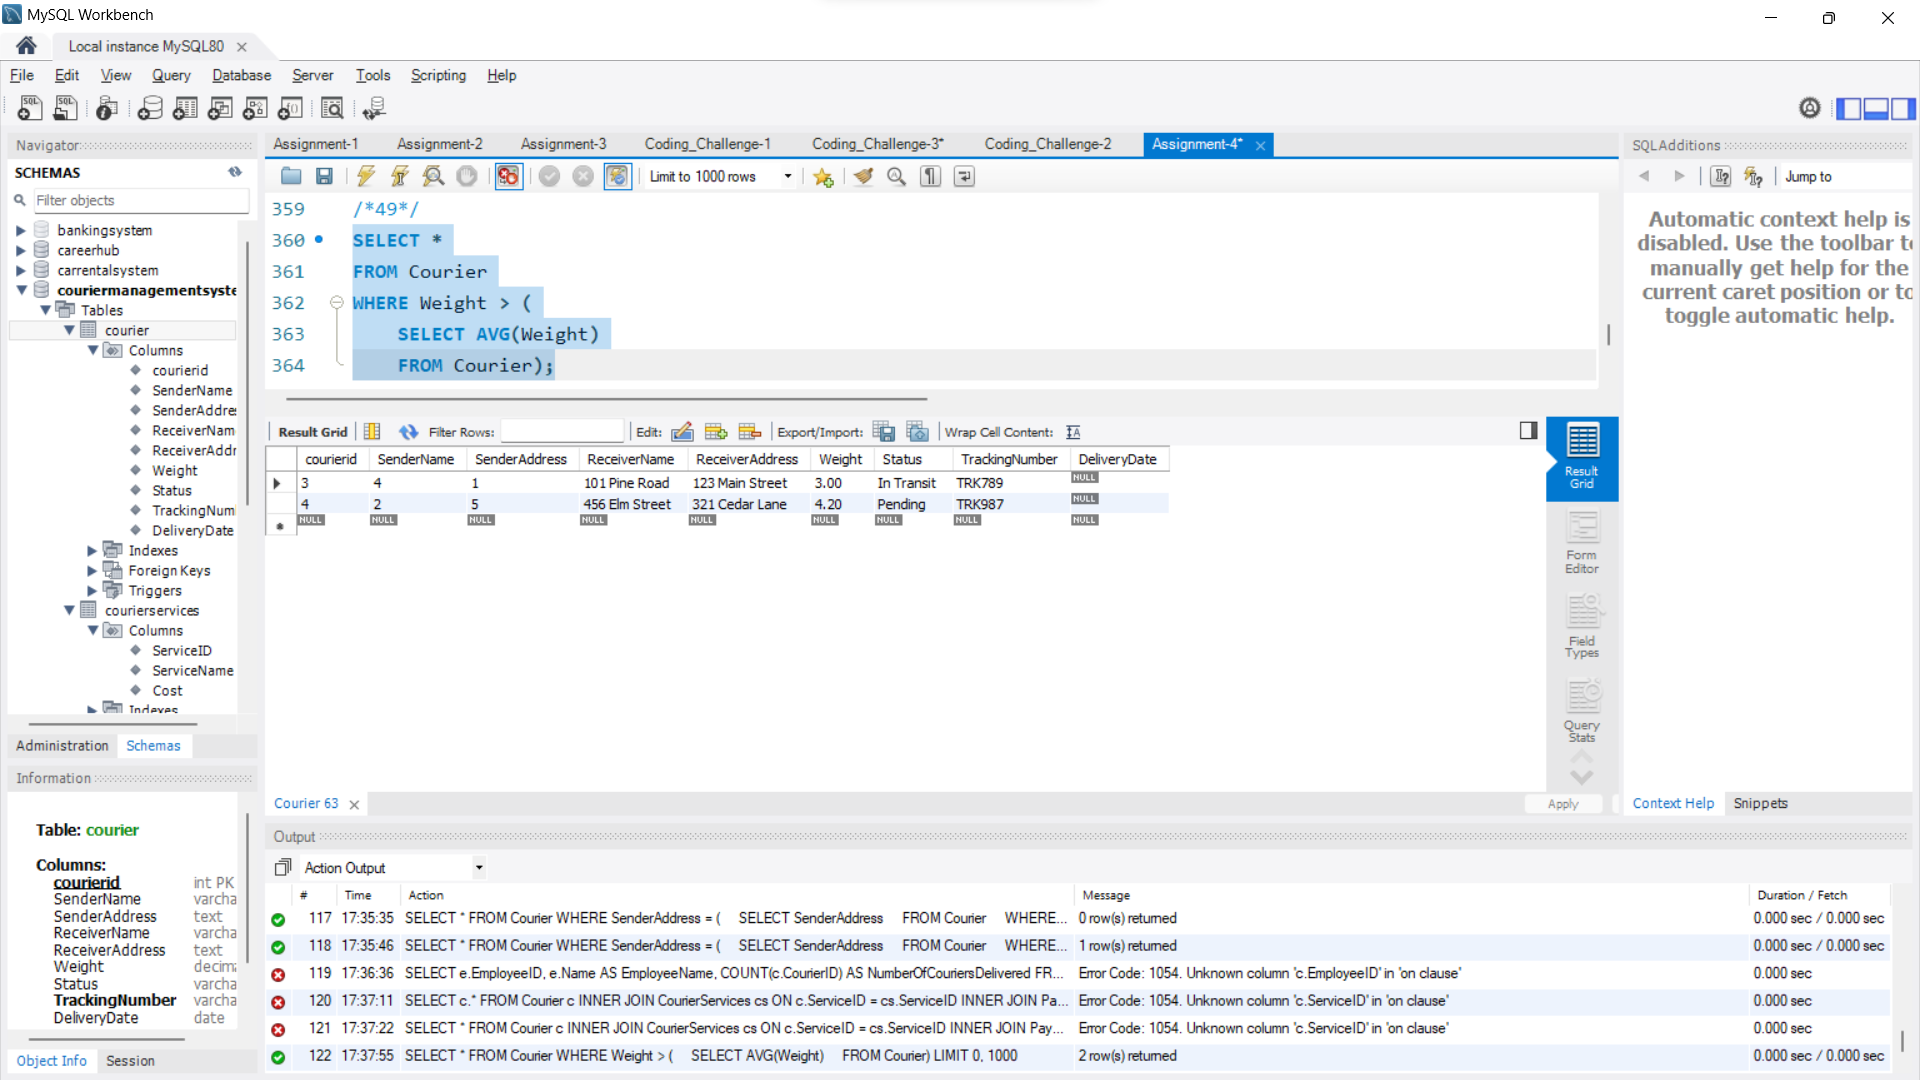 MySQL Workbench
Local instance MySQL80
File Edit View Query Database Server Tools Scripting Help
Navigator
SCHEMAS
Filter objects
bankingsystem
careerhub
carrentalsystem
couriermanagementsyste
Tables
courier
Columns
courierid
SenderName
SenderAddre
ReceiverNam
ReceiverAddr
Weight
Status
TrackingNum
DeliveryDate
Indexes
Foreign Keys
Triggers
courierservices
Columns
ServiceID
ServiceName
Cost
Indexes
Administration Schemas
Information
Table: courier
Columns:
courierid int PK
SenderName varcha
SenderAddress text
ReceiverName varcha
ReceiverAddress text
Weight decim
Status varcha
TrackingNumber varcha
DeliveryDate date
Object Info Session
Assignment-1 Assignment-2 Assignment-3 Coding_Challenge-1 Coding_Challenge-3* Coding_Challenge-2 Assignment-4*
Limit to 1000 rows
359 /*49*/
360 SELECT *
361 FROM Courier
362 WHERE Weight > (
363 SELECT AVG(Weight)
364 FROM Courier);
Result Grid Filter Rows: Edit: Export/Import: Wrap Cell Content:
courierid SenderName SenderAddress ReceiverName ReceiverAddress Weight Status TrackingNumber DeliveryDate
3 4 1 101 Pine Road 123 Main Street 3.00 In Transit TRK789 NULL
4 2 5 456 Elm Street 321 Cedar Lane 4.20 Pending TRK987 NULL
NULL NULL NULL NULL NULL NULL NULL NULL NULL
Result
Grid
Form
Editor
Field
Types
Query
Stats
Courier 63
Apply
SQLAdditions
Jump to
Automatic context help is
disabled. Use the toolbar to
manually get help for the
current caret position or to
toggle automatic help.
Context Help Snippets
Output
Action Output
# Time Action Message Duration / Fetch
117 17:35:35 SELECT * FROM Courier WHERE SenderAddress = ( SELECT SenderAddress FROM Courier WHERE... 0 row(s) returned 0.000 sec / 0.000 sec
118 17:35:46 SELECT * FROM Courier WHERE SenderAddress = ( SELECT SenderAddress FROM Courier WHERE... 1 row(s) returned 0.000 sec / 0.000 sec
119 17:36:36 SELECT e.EmployeeID, e.Name AS EmployeeName, COUNT(c.CourierID) AS NumberOfCouriersDelivered FR... Error Code: 1054. Unknown column 'c.EmployeeID' in 'on clause' 0.000 sec
120 17:37:11 SELECT c.* FROM Courier c INNER JOIN CourierServices cs ON c.ServiceID = cs.ServiceID INNER JOIN Pa... Error Code: 1054. Unknown column 'c.ServiceID' in 'on clause' 0.000 sec
121 17:37:22 SELECT * FROM Courier c INNER JOIN CourierServices cs ON c.ServiceID = cs.ServiceID INNER JOIN Pay... Error Code: 1054. Unknown column 'c.ServiceID' in 'on clause' 0.000 sec
122 17:37:55 SELECT * FROM Courier WHERE Weight > ( SELECT AVG(Weight) FROM Courier) LIMIT 0, 1000 2 row(s) returned 0.000 sec / 0.000 sec